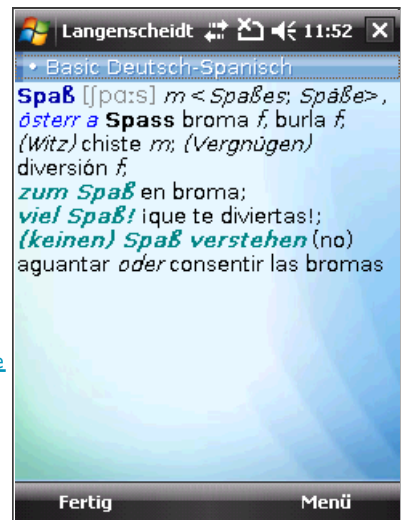 Langenscheidt 11:52
• Basic Deutsch-Spanisch
Spaß [ʃpɑːs] m <Spaßes; Späße>,
österr a Spass broma f, burla f;
(Witz) chiste m; (Vergnügen)
diversión f;
zum Spaß en broma;
viel Spaß! ¡que te diviertas!;
(keinen) Spaß verstehen (no)
aguantar oder consentir las bromas
e
Fertig Menü